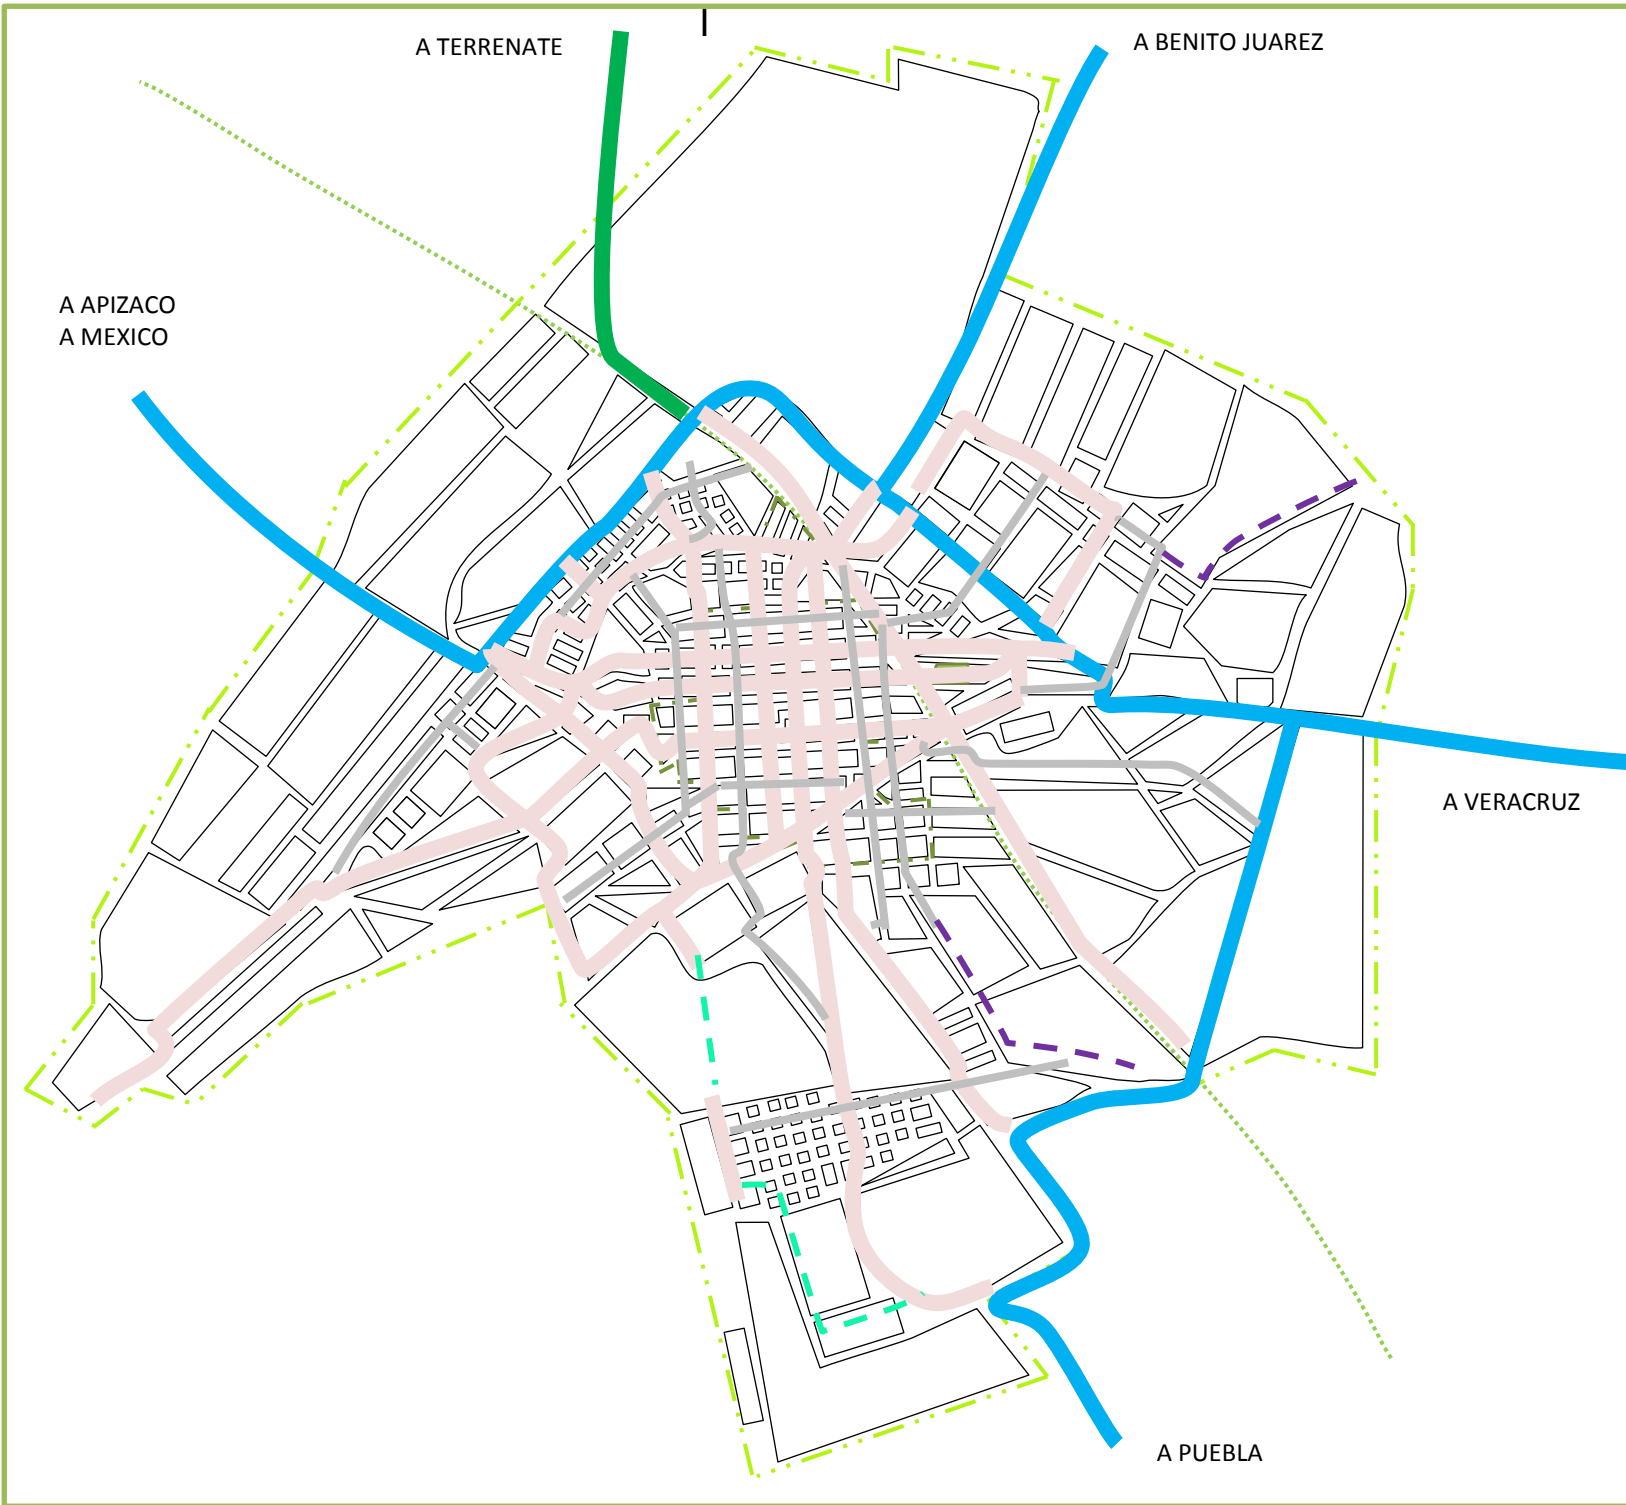 A TERRENATE
A BENITO JUAREZ
A APIZACO
A MEXICO
A VERACRUZ
A PUEBLA